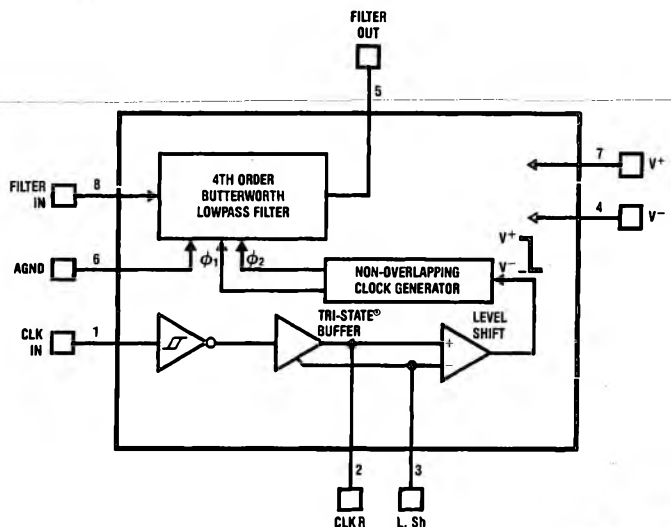 FILTER
OUT
5
4TH ORDER
BUTTERWORTH
LOWPASS FILTER
7
V+
FILTER
IN
8
4
V−
V+
AGND
6
ϕ1
ϕ2
V−
NON-OVERLAPPING
CLOCK GENERATOR
TRI-STATE®
BUFFER
LEVEL
SHIFT
CLK
IN
1
+
−
2
3
CLK R
L. Sh